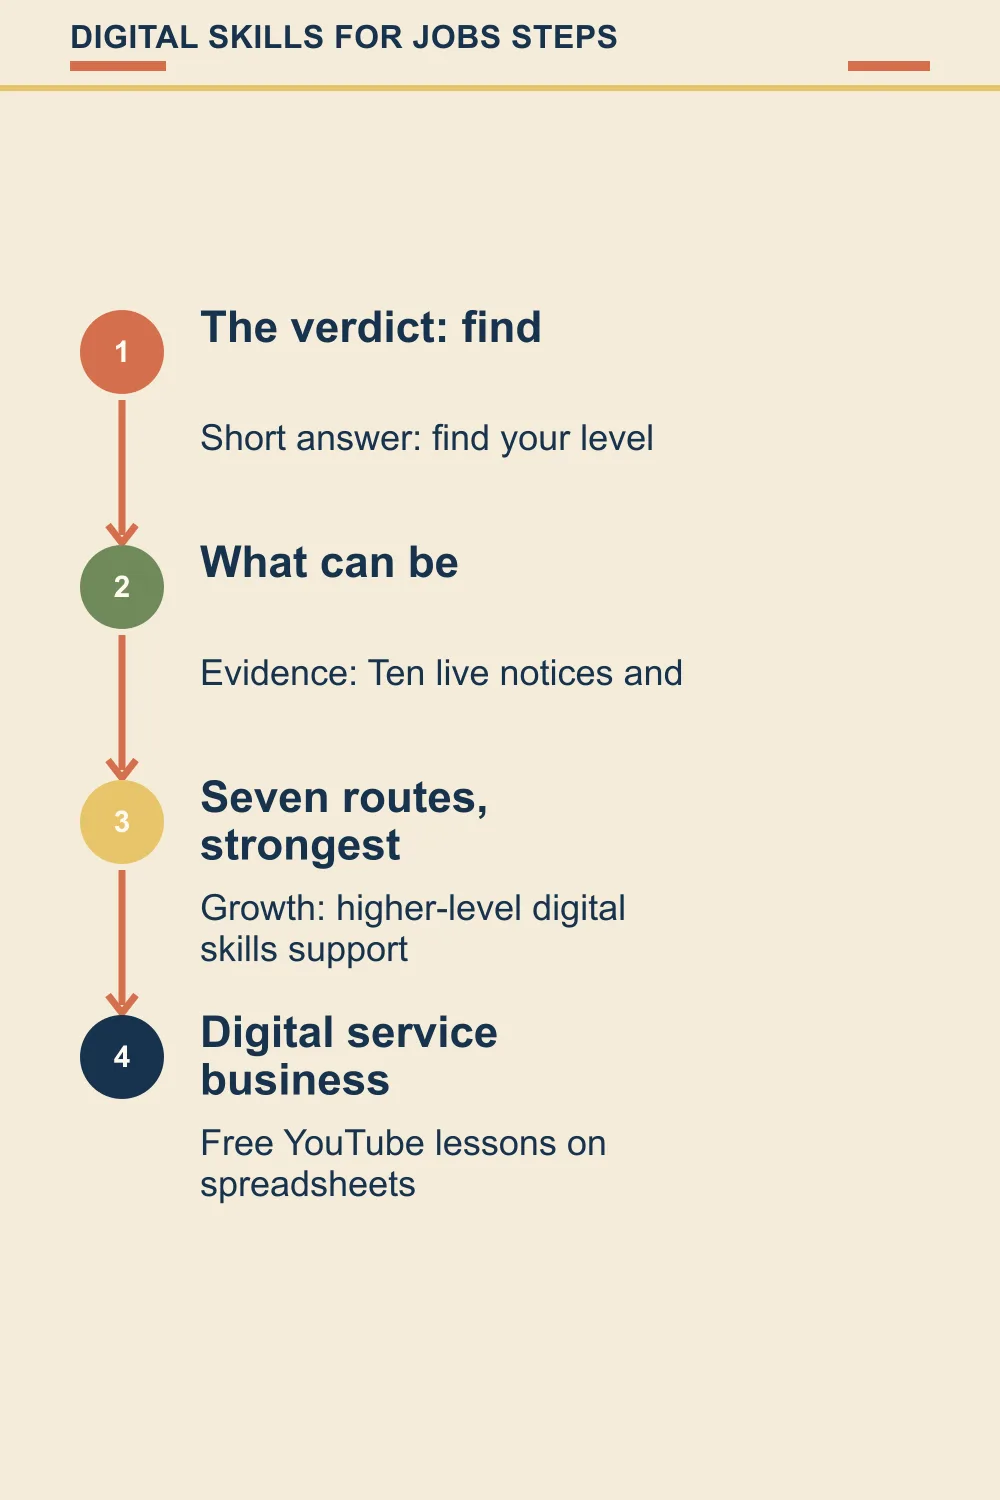 DIGITAL SKILLS FOR JOBS STEPS
1
The verdict: find
Short answer: find your level
2
What can be
Evidence: Ten live notices and
3
Seven routes,
strongest
Growth: higher-level digital
skills support
4
Digital service
business
Free YouTube lessons on
spreadsheets